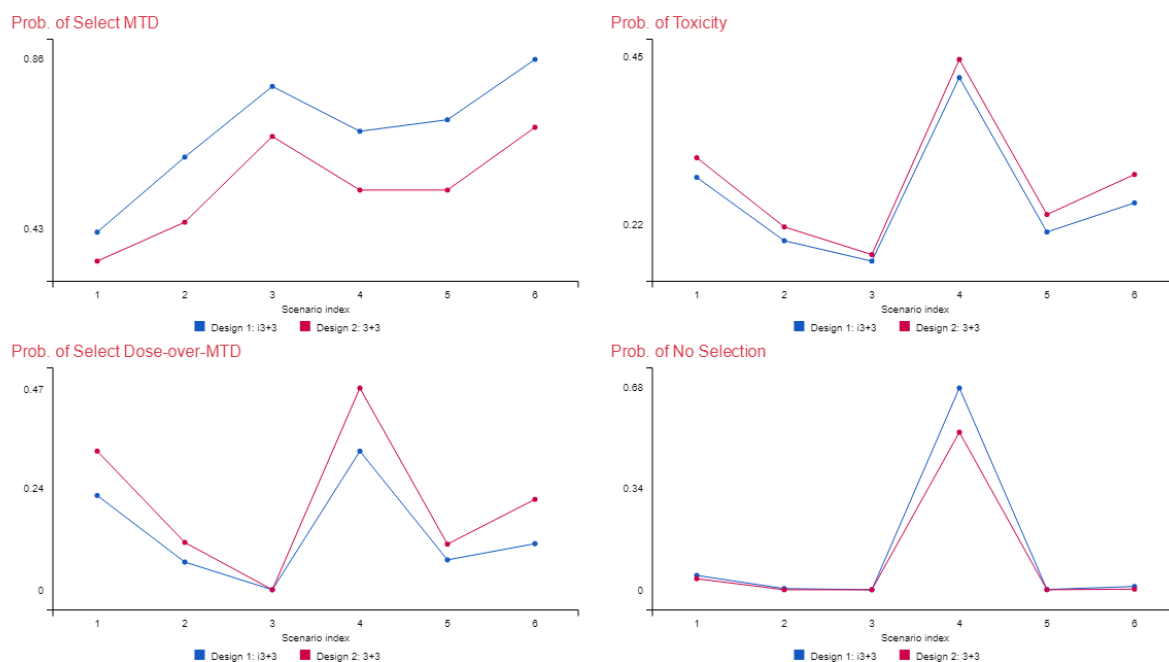 Prob. of Select MTD
0.86
0.43
1 2 3 4 5 6
Scenario index
Design 1: i3+3 Design 2: 3+3
Prob. of Toxicity
0.45
0.22
1 2 3 4 5 6
Scenario index
Design 1: i3+3 Design 2: 3+3
Prob. of Select Dose-over-MTD
0.47
0.24
0
1 2 3 4 5 6
Scenario index
Design 1: i3+3 Design 2: 3+3
Prob. of No Selection
0.68
0.34
0
1 2 3 4 5 6
Scenario index
Design 1: i3+3 Design 2: 3+3